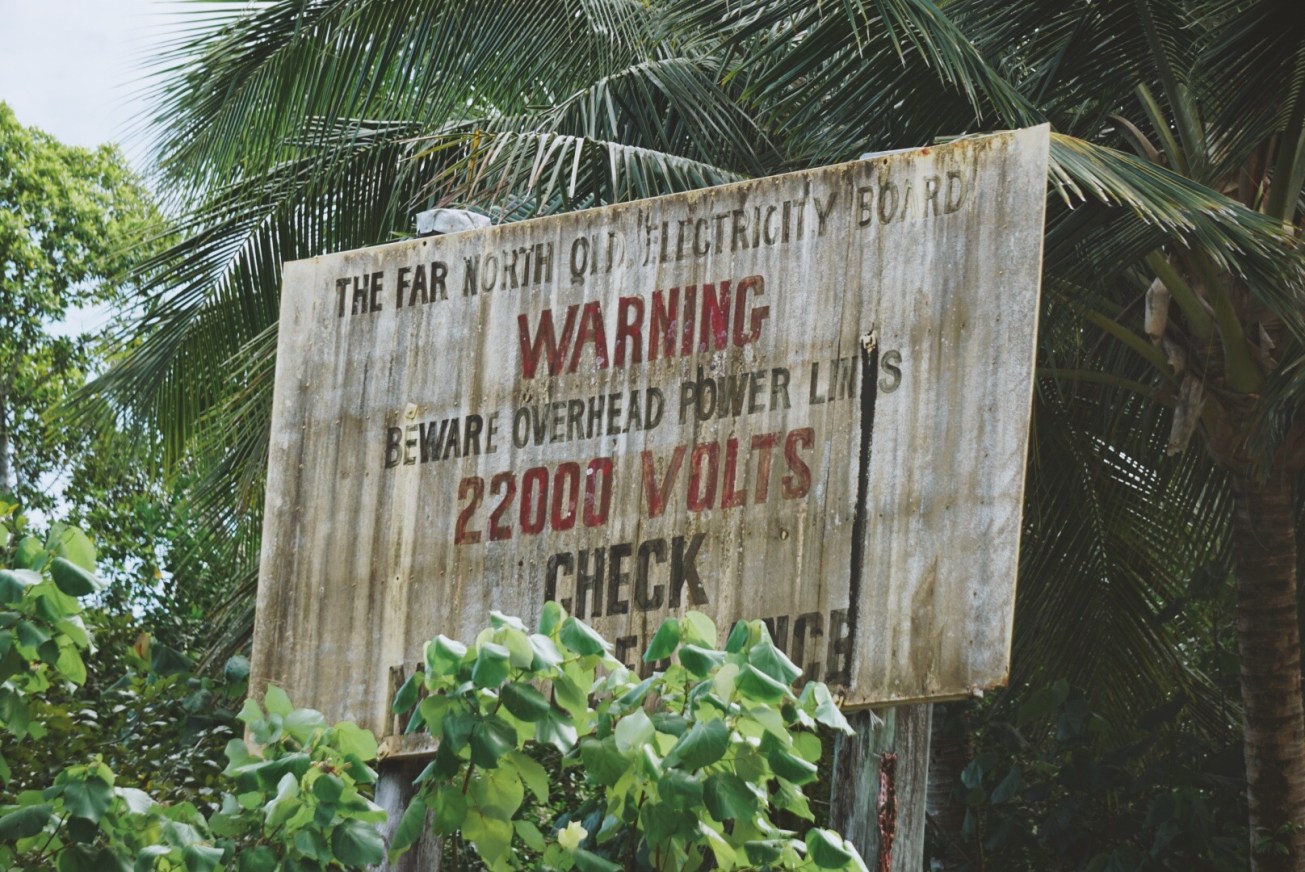 THE FAR NORTH QLD. ELECTRICITY BOARD
WARNING
BEWARE OVERHEAD POWER LINES
22000 VOLTS
CHECK